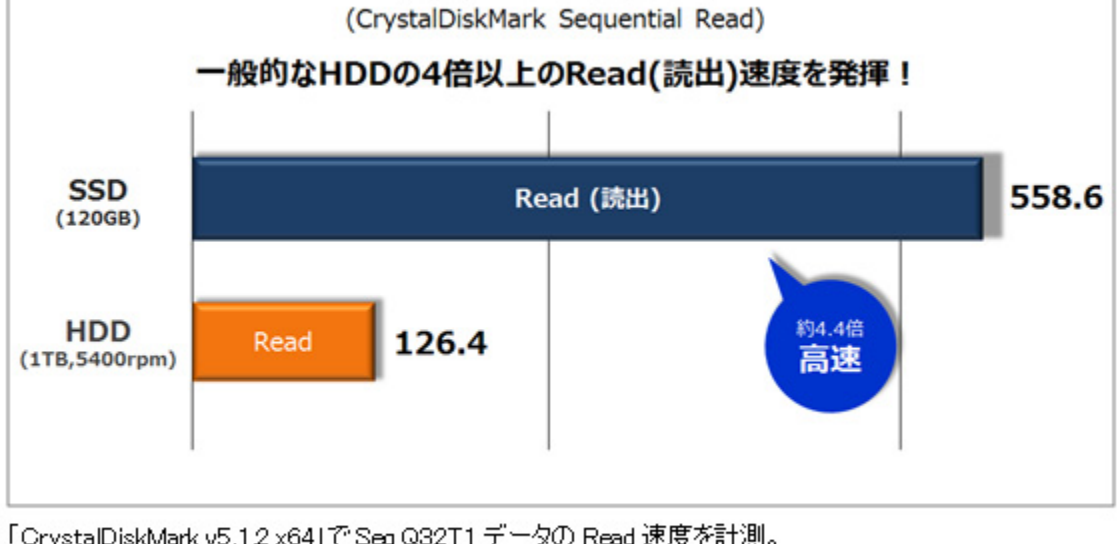 (CrystalDiskMark Sequential Read)
一般的なHDDの4倍以上のRead(読出)速度を発揮！
SSD
(120GB)
Read (読出)
558.6
HDD
(1TB,5400rpm)
Read
126.4
約4.4倍
高速
「CrystalDiskMark v5.1.2 x64」で Seq Q32T1 データの Read 速度を計測。